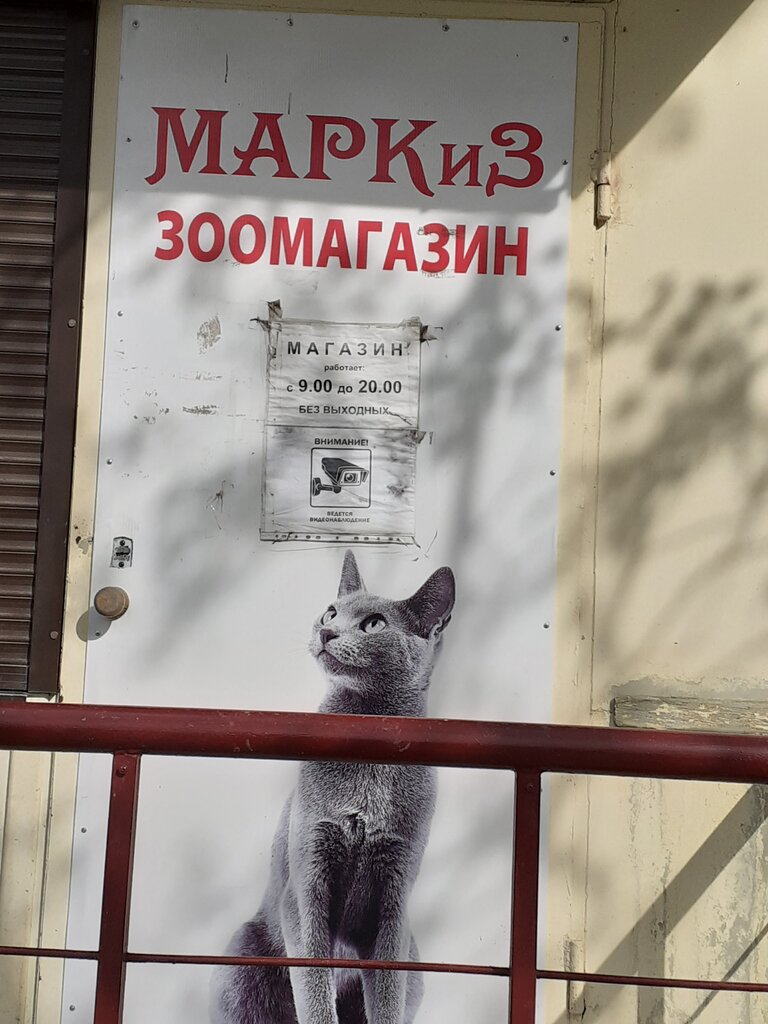 МАРКиЗ
ЗООМАГАЗИН
МАГАЗИН
работает:
с 9.00 до 20.00
БЕЗ ВЫХОДНЫХ
ВНИМАНИЕ!
ВЕДЕТСЯ
ВИДЕОНАБЛЮДЕНИЕ